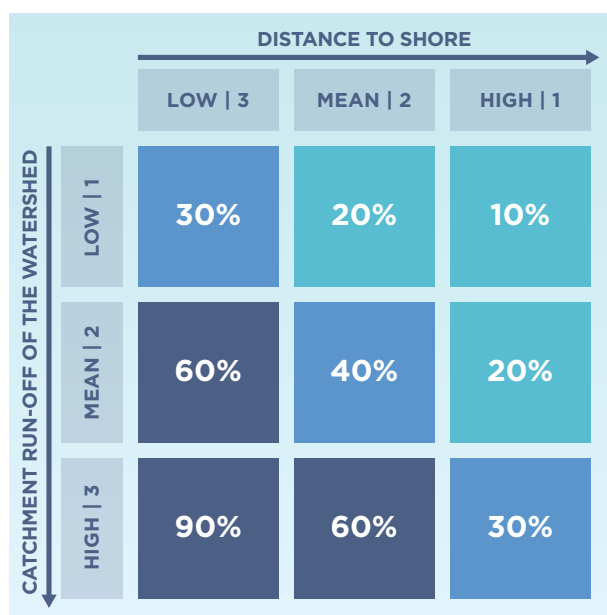 DISTANCE TO SHORE
LOW | 3
MEAN | 2
HIGH | 1
CATCHMENT RUN-OFF OF THE WATERSHED
LOW | 1
30%
20%
10%
MEAN | 2
60%
40%
20%
HIGH | 3
90%
60%
30%